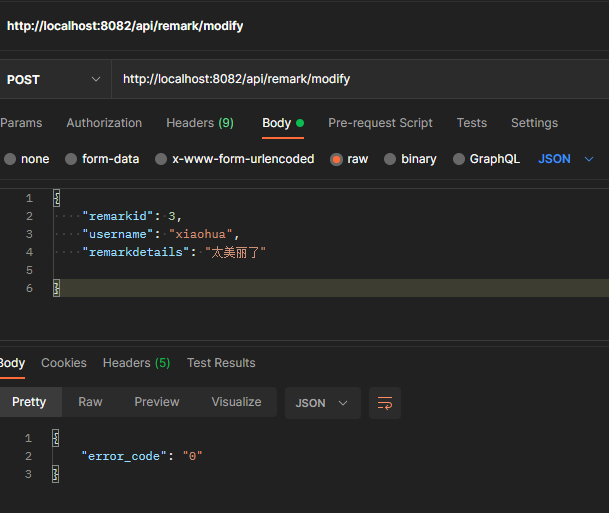 http://localhost:8082/api/remark/modify
POST http://localhost:8082/api/remark/modify
Params Authorization Headers (9) Body Pre-request Script Tests Settings
none form-data x-www-form-urlencoded raw binary GraphQL JSON
1 {
2 "remarkid": 3,
3 "username": "xiaohua",
4 "remarkdetails": "太美丽了"
5
6 }
Body Cookies Headers (5) Test Results
Pretty Raw Preview Visualize JSON
1 {
2 "error_code": "0"
3 }